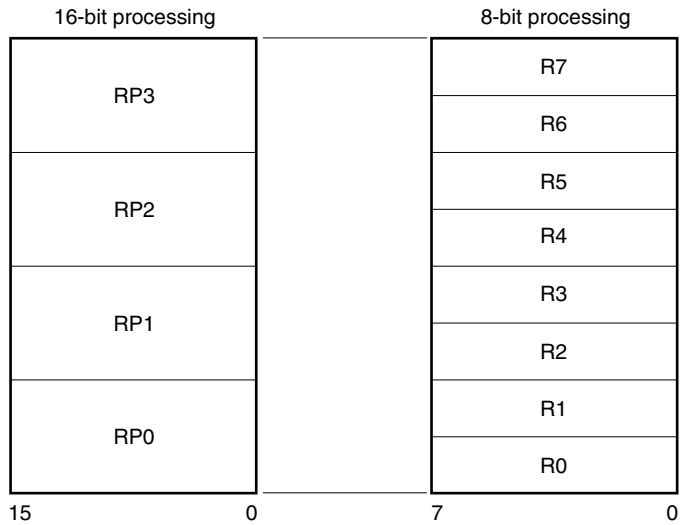 16-bit processing
8-bit processing
RP3
RP2
RP1
RP0
R7
R6
R5
R4
R3
R2
R1
R0
15 0
7 0